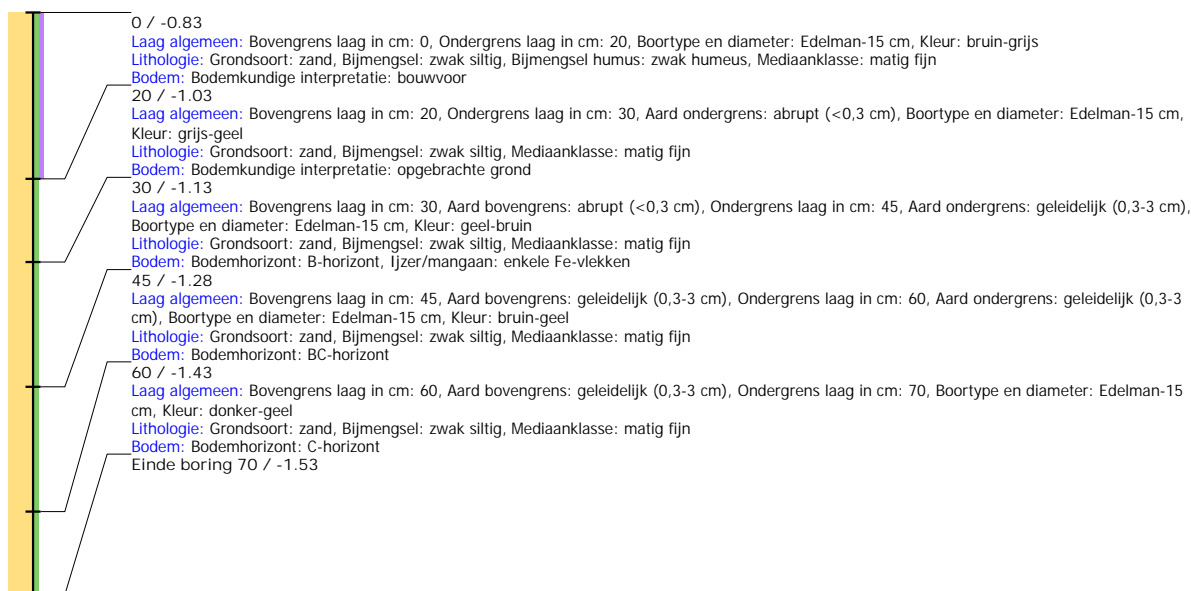 0 / -0.83
Laag algemeen: Bovengrens laag in cm: 0, Ondergrens laag in cm: 20, Boortype en diameter: Edelman-15 cm, Kleur: bruin-grijs
Lithologie: Grondsoort: zand, Bijmengsel: zwak siltig, Bijmengsel humus: zwak humeus, Mediaanklasse: matig fijn
Bodem: Bodemkundige interpretatie: bouwvoor
20 / -1.03
Laag algemeen: Bovengrens laag in cm: 20, Ondergrens laag in cm: 30, Aard ondergrens: abrupt (<0,3 cm), Boortype en diameter: Edelman-15 cm,
Kleur: grijs-geel
Lithologie: Grondsoort: zand, Bijmengsel: zwak siltig, Mediaanklasse: matig fijn
Bodem: Bodemkundige interpretatie: opgebrachte grond
30 / -1.13
Laag algemeen: Bovengrens laag in cm: 30, Aard bovengrens: abrupt (<0,3 cm), Ondergrens laag in cm: 45, Aard ondergrens: geleidelijk (0,3-3 cm),
Boortype en diameter: Edelman-15 cm, Kleur: geel-bruin
Lithologie: Grondsoort: zand, Bijmengsel: zwak siltig, Mediaanklasse: matig fijn
Bodem: Bodemhorizont: B-horizont, Ijzer/mangaan: enkele Fe-vlekken
45 / -1.28
Laag algemeen: Bovengrens laag in cm: 45, Aard bovengrens: geleidelijk (0,3-3 cm), Ondergrens laag in cm: 60, Aard ondergrens: geleidelijk (0,3-3
cm), Boortype en diameter: Edelman-15 cm, Kleur: bruin-geel
Lithologie: Grondsoort: zand, Bijmengsel: zwak siltig, Mediaanklasse: matig fijn
Bodem: Bodemhorizont: BC-horizont
60 / -1.43
Laag algemeen: Bovengrens laag in cm: 60, Aard bovengrens: geleidelijk (0,3-3 cm), Ondergrens laag in cm: 70, Boortype en diameter: Edelman-15
cm, Kleur: donker-geel
Lithologie: Grondsoort: zand, Bijmengsel: zwak siltig, Mediaanklasse: matig fijn
Bodem: Bodemhorizont: C-horizont
Einde boring 70 / -1.53